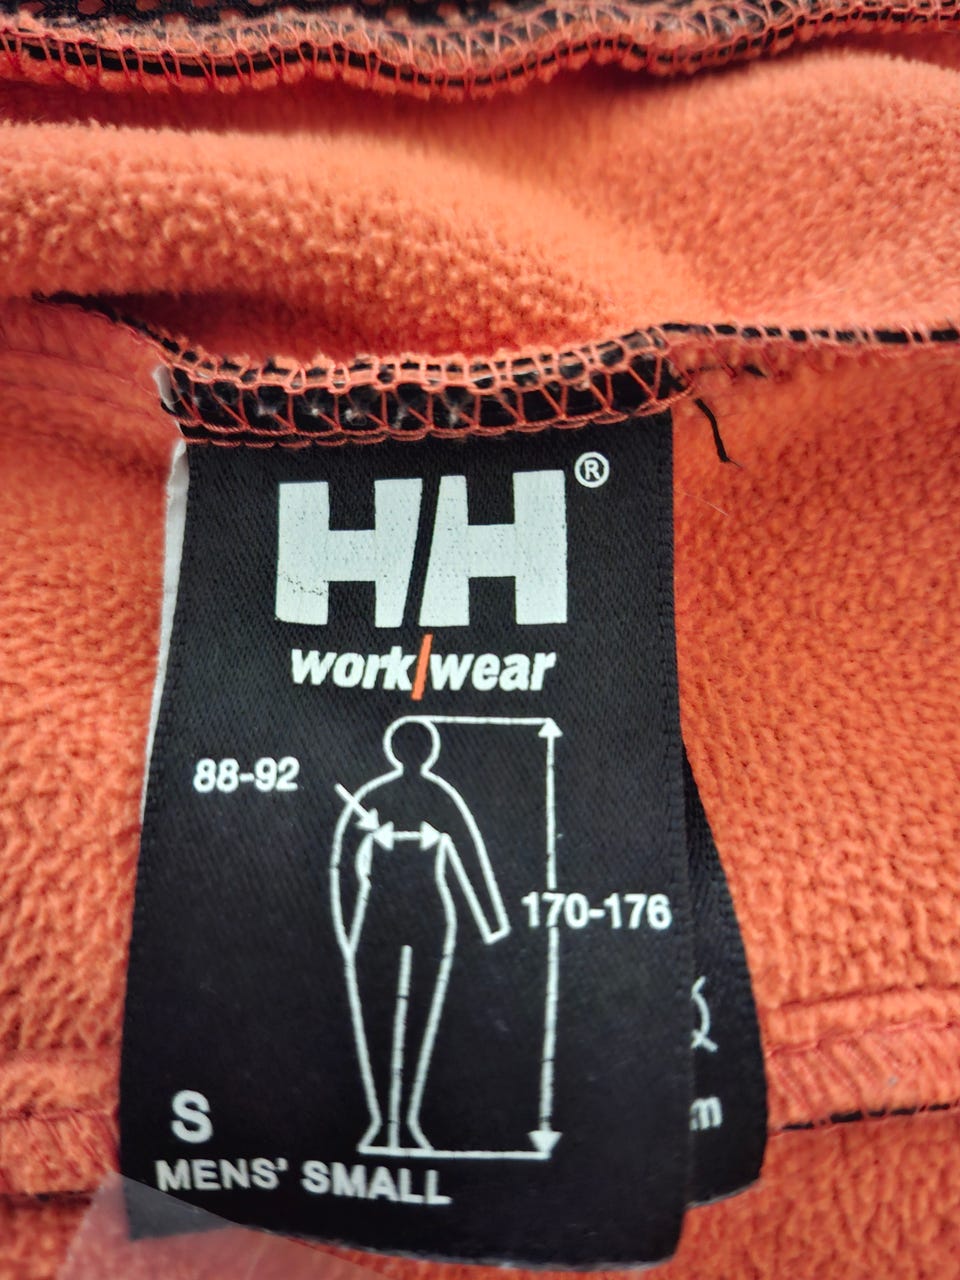 HH®
work/wear
88-92
170-176
S
MENS' SMALL
m